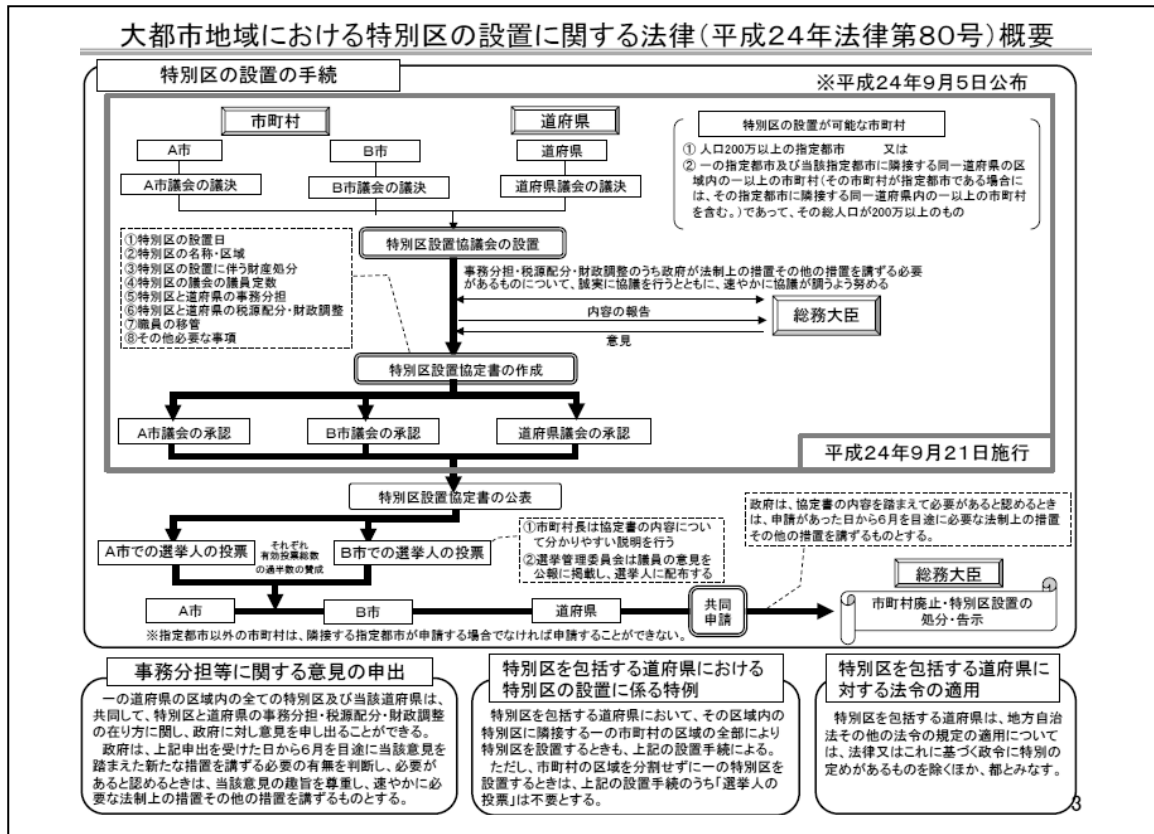 大都市地域における特別区の設置に関する法律(平成24年法律第80号)概要
特別区の設置の手続
※平成24年9月5日公布
市町村
道府県
A市
B市
道府県
A市議会の議決
B市議会の議決
道府県議会の議決
特別区の設置が可能な市町村
① 人口200万以上の指定都市 又は
② 一の指定都市及び当該指定都市に隣接する同一道府県の区
域内の一以上の市町村(その市町村が指定都市である場合に
は、その指定都市に隣接する同一道府県内の一以上の市町村
を含む。)であって、その総人口が200万以上のもの
特別区設置協議会の設置
①特別区の設置日
②特別区の名称・区域
③特別区の設置に伴う財産処分
④特別区の議会の議員定数
⑤特別区と道府県の事務分担
⑥特別区と道府県の税源配分・財政調整
⑦職員の移管
⑧その他必要な事項
事務分担・税源配分・財政調整のうち政府が法制上の措置その他の措置を講ずる必要
があるものについて、誠実に協議を行うとともに、速やかに協議が調うよう努める
内容の報告
意見
総務大臣
特別区設置協定書の作成
A市議会の承認
B市議会の承認
道府県議会の承認
平成24年9月21日施行
特別区設置協定書の公表
A市での選挙人の投票
それぞれ
有効投票総数
の過半数の賛成
B市での選挙人の投票
①市町村長は協定書の内容につい
て分かりやすい説明を行う
②選挙管理委員会は議員の意見を
公報に掲載し、選挙人に配布する
政府は、協定書の内容を踏まえて必要があると認めるとき
は、申請があった日から6月を目途に必要な法制上の措置
その他の措置を講ずるものとする。
A市
B市
道府県
共同
申請
総務大臣
市町村廃止・特別区設置の
処分・告示
※指定都市以外の市町村は、隣接する指定都市が申請する場合でなければ申請することができない。
事務分担等に関する意見の申出
一の道府県の区域内の全ての特別区及び当該道府県は、
共同して、特別区と道府県の事務分担・税源配分・財政調整
の在り方に関し、政府に対し意見を申し出ることができる。
政府は、上記申出を受けた日から6月を目途に当該意見を
踏まえた新たな措置を講ずる必要の有無を判断し、必要が
あると認めるときは、当該意見の趣旨を尊重し、速やかに必
要な法制上の措置その他の措置を講ずるものとする。
特別区を包括する道府県における
特別区の設置に係る特例
特別区を包括する道府県において、その区域内の
特別区に隣接する一の市町村の区域の全部により
特別区を設置するときも、上記の設置手続による。
ただし、市町村の区域を分割せずに一の特別区を
設置するときは、上記の設置手続のうち「選挙人の
投票」は不要とする。
特別区を包括する道府県に
対する法令の適用
特別区を包括する道府県は、地方自治
法その他の法令の規定の適用について
は、法律又はこれに基づく政令に特別の
定めがあるものを除くほか、都とみなす。
3